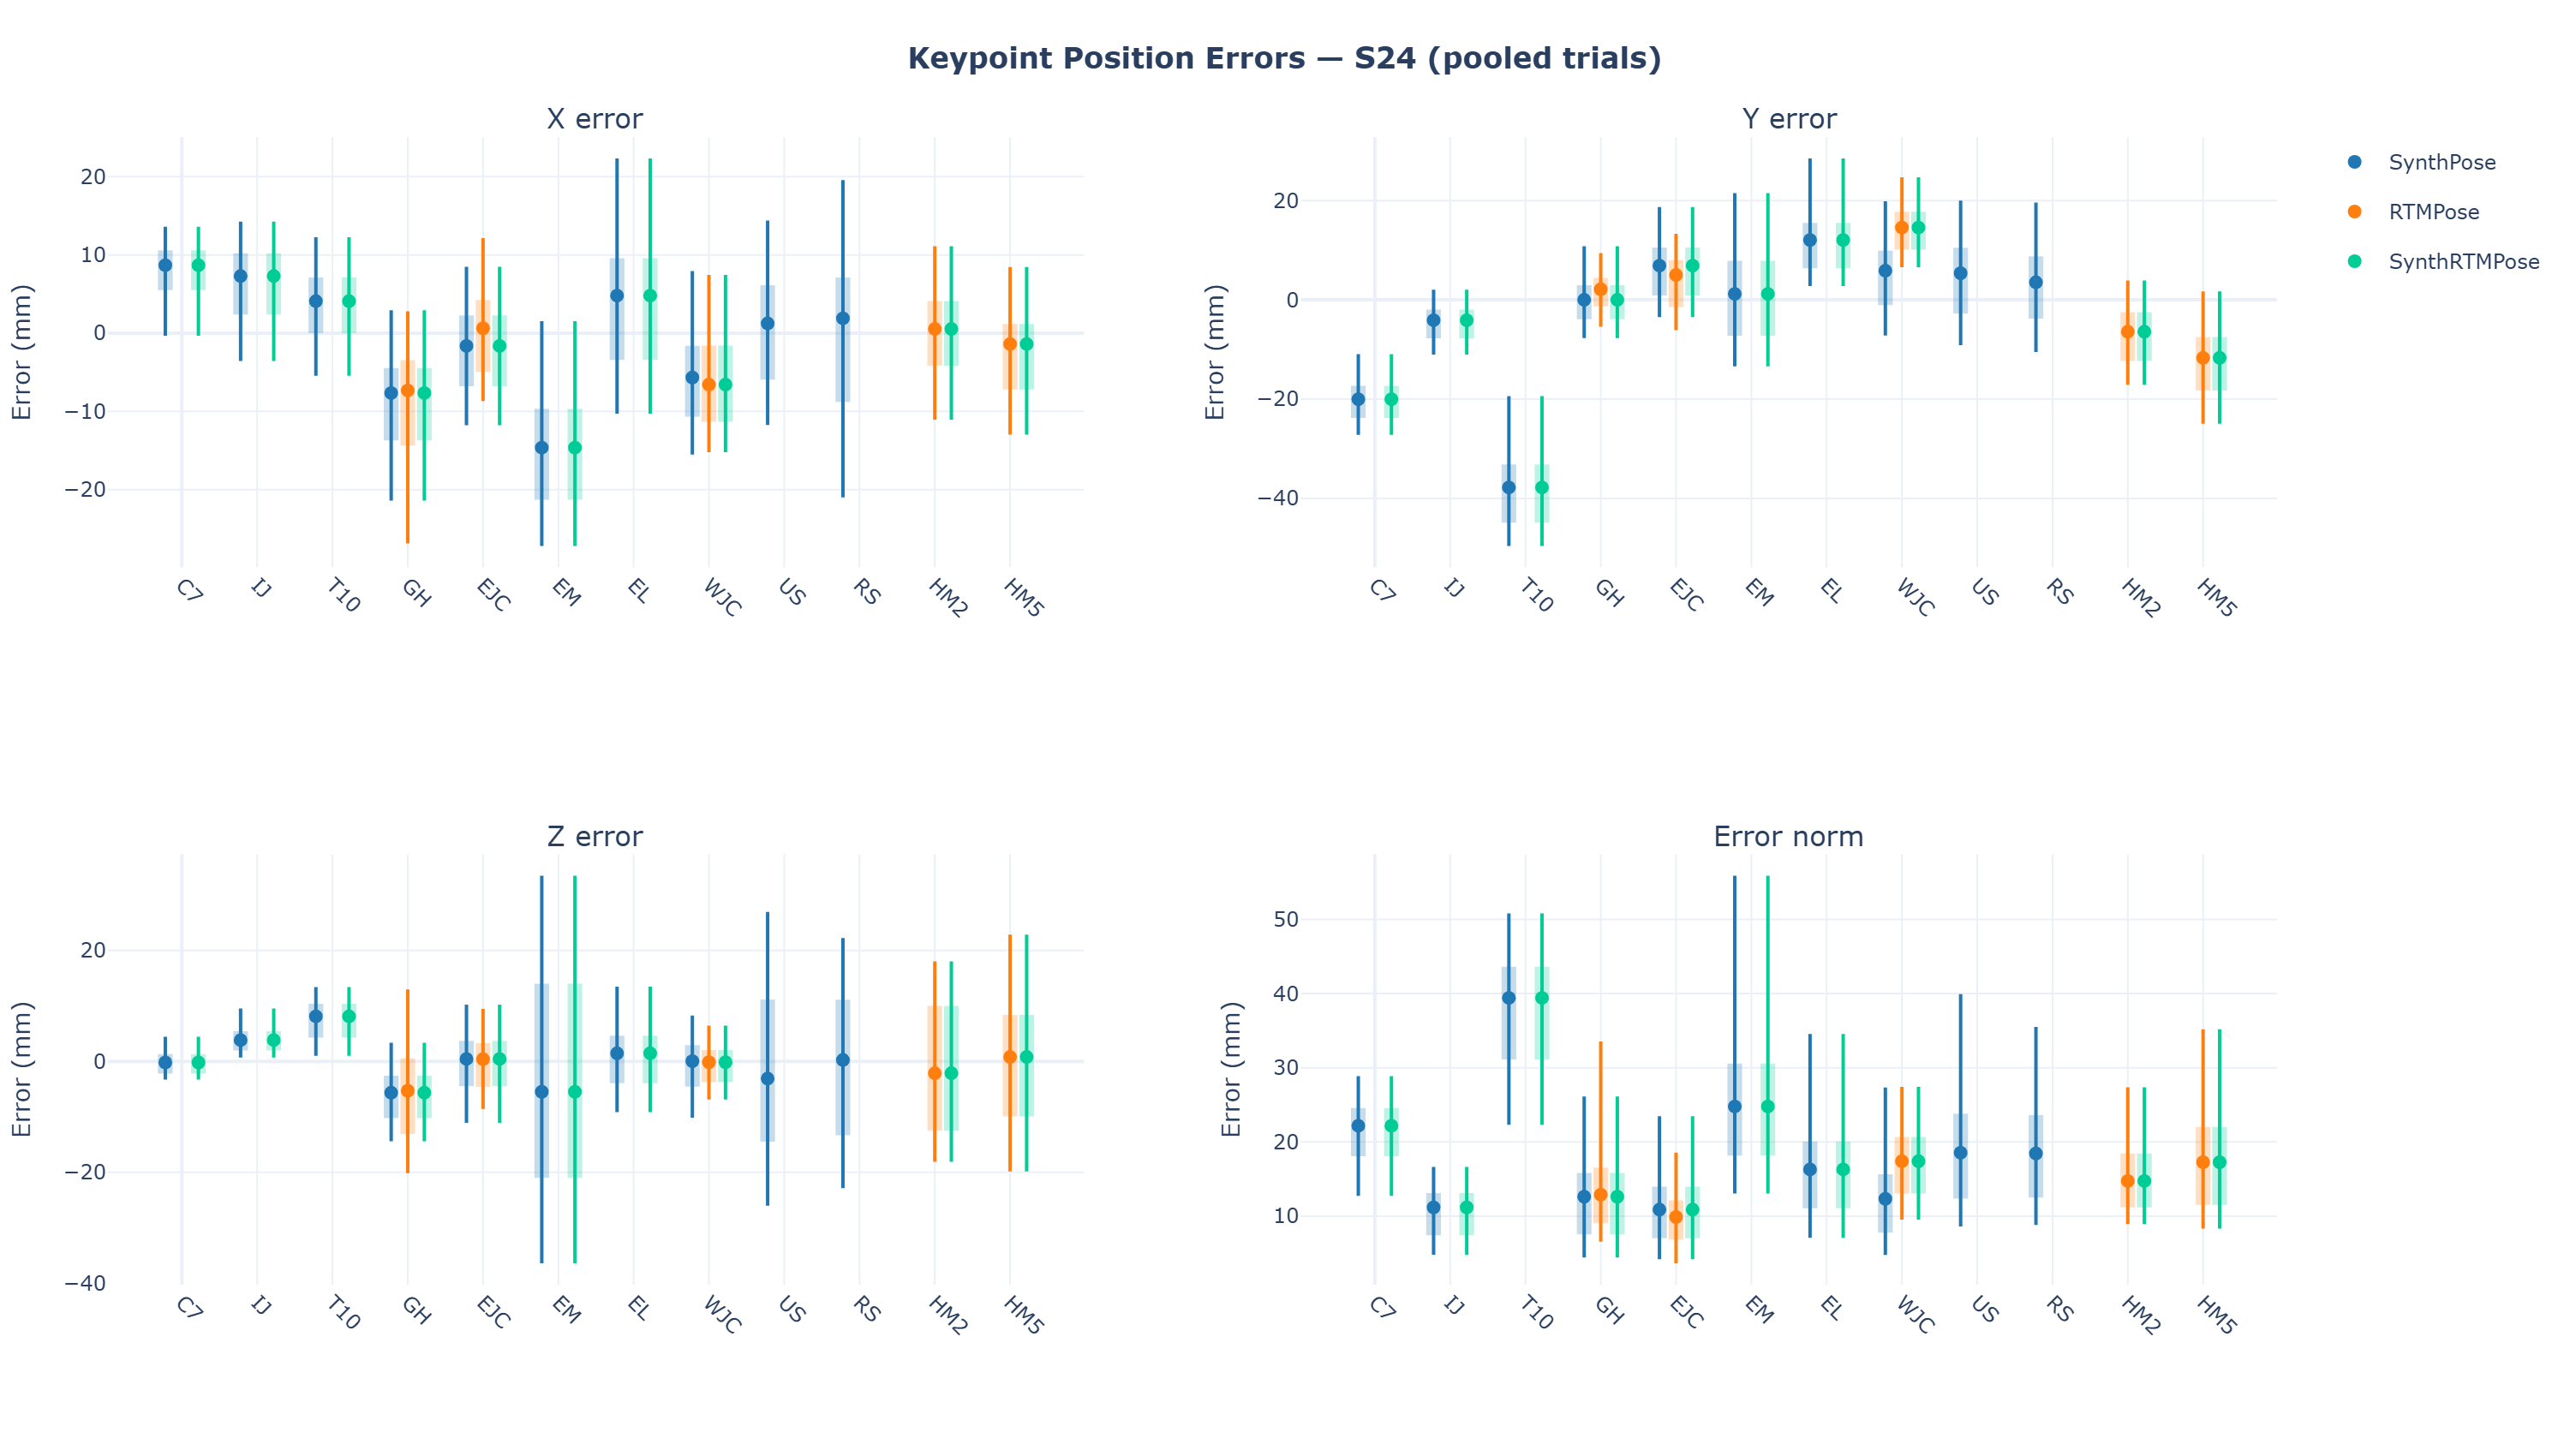 Keypoint Position Errors — S24 (pooled trials)
X error
Error (mm)
20
10
0
−10
−20
C7
IJ
T10
GH
EJC
EM
EL
WJC
US
RS
HM2
HM5
Y error
Error (mm)
20
0
−20
−40
C7
IJ
T10
GH
EJC
EM
EL
WJC
US
RS
HM2
HM5
SynthPose
RTMPose
SynthRTMPose
Z error
Error (mm)
20
0
−20
−40
C7
IJ
T10
GH
EJC
EM
EL
WJC
US
RS
HM2
HM5
Error norm
Error (mm)
50
40
30
20
10
C7
IJ
T10
GH
EJC
EM
EL
WJC
US
RS
HM2
HM5